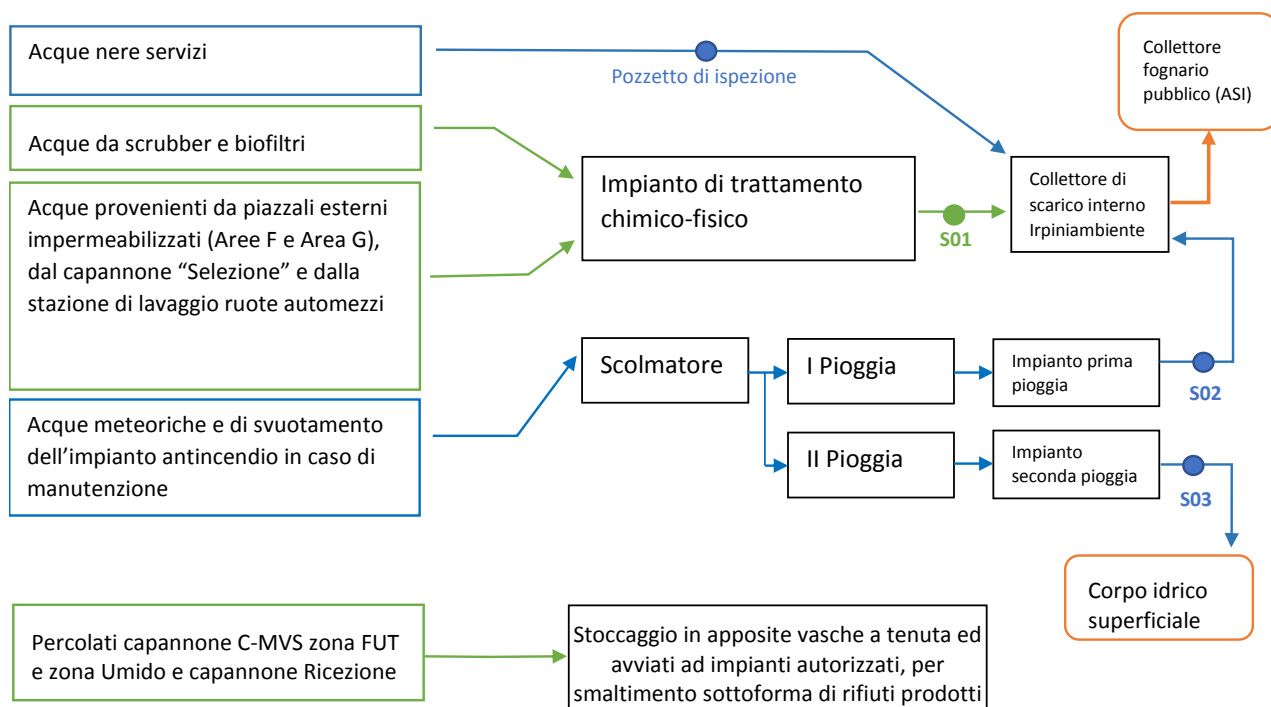 Acque nere servizi
Pozzetto di ispezione
Collettore
fognario
pubblico (ASI)
Acque da scrubber e biofiltri
Acque provenienti da piazzali esterni
impermeabilizzati (Aree F e Area G),
dal capannone “Selezione” e dalla
stazione di lavaggio ruote automezzi
Impianto di trattamento
chimico-fisico
S01
Collettore di
scarico interno
Irpiniambiente
Acque meteoriche e di svuotamento
dell’impianto antincendio in caso di
manutenzione
Scolmatore
I Pioggia
Impianto prima
pioggia
S02
II Pioggia
Impianto
seconda pioggia
S03
Corpo idrico
superficiale
Percolati capannone C-MVS zona FUT
e zona Umido e capannone Ricezione
Stoccaggio in apposite vasche a tenuta ed
avviati ad impianti autorizzati, per
smaltimento sottoforma di rifiuti prodotti